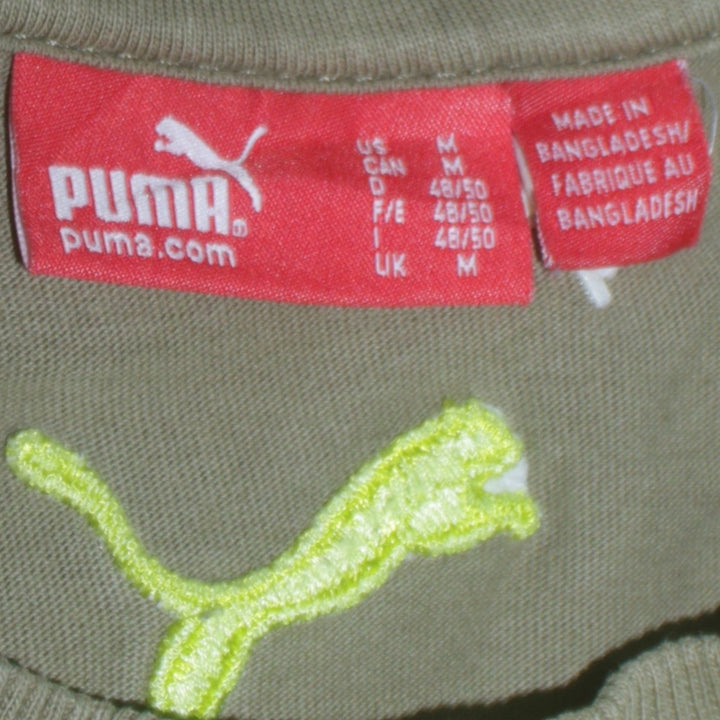 PUMA®
puma.com
US M
CAN M
D 48/50
F/E 48/50
I 48/50
UK M
MADE IN
BANGLADESH/
FABRIQUE AU
BANGLADESH